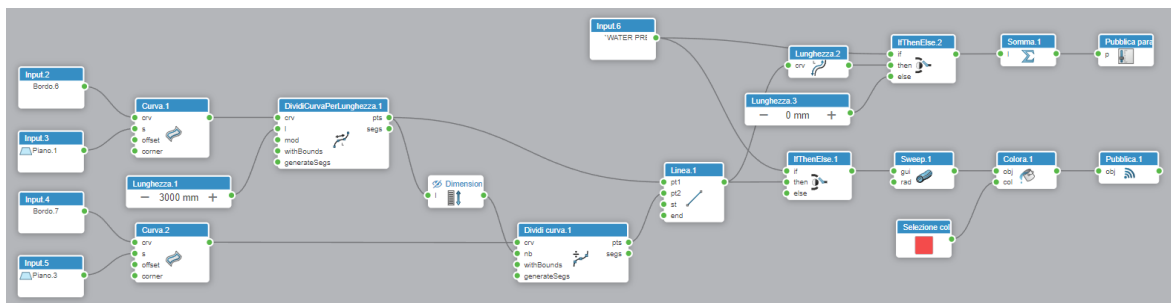 Input.6
'WATER PRE
IfThenElse.2
if
then
else
Somma.1
l
Pubblica para
p
Lunghezza.2
crv
Input.2
Bordo.6
Lunghezza.3
− 0 mm +
Curva.1
crv
s
offset
corner
DividiCurvaPerLunghezza.1
crv pts
l segs
mod
withBounds
generateSegs
Input.3
Piano.1
IfThenElse.1
if
then
else
Sweep.1
gui
rad
Colora.1
obj
col
Pubblica.1
obj
Linea.1
pt1
pt2
st
end
Lunghezza.1
− 3000 mm +
Dimension
l
Input.4
Bordo.7
Curva.2
crv
s
offset
corner
Dividi curva.1
crv pts
nb segs
withBounds
generateSegs
Selezione col
Input.5
Piano.3